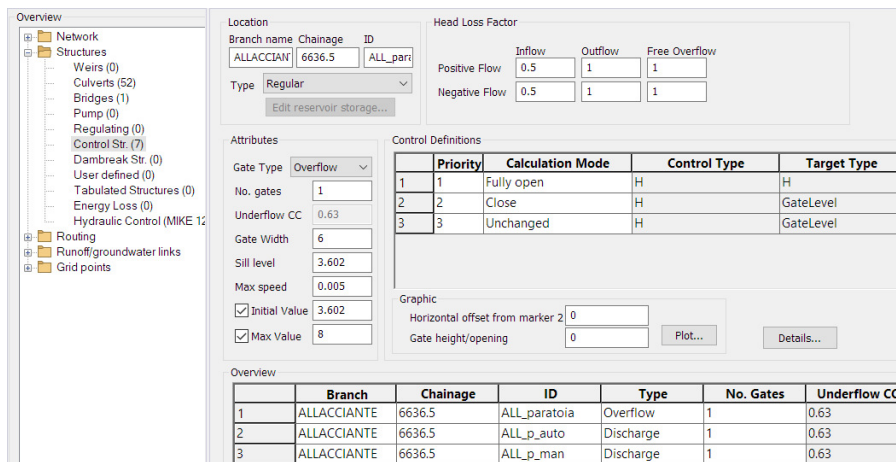 Overview
Network
Structures
Weirs (0)
Culverts (52)
Bridges (1)
Pump (0)
Regulating (0)
Control Str. (7)
Dambreak Str. (0)
User defined (0)
Tabulated Structures (0)
Energy Loss (0)
Hydraulic Control (MIKE 12
Routing
Runoff/groundwater links
Grid points
Location
Branch name Chainage ID
ALLACCIAN 6636.5 ALL_para
Type Regular
Edit reservoir storage...
Head Loss Factor
Inflow Outflow Free Overflow
Positive Flow 0.5 1 1
Negative Flow 0.5 1 1
Attributes
Gate Type Overflow
No. gates 1
Underflow CC 0.63
Gate Width 6
Sill level 3.602
Max speed 0.005
Initial Value 3.602
Max Value 8
Control Definitions
Priority Calculation Mode Control Type Target Type
1 1 Fully open H H
2 2 Close H GateLevel
3 3 Unchanged H GateLevel
Graphic
Horizontal offset from marker 2 0
Gate height/opening 0
Plot...
Details...
Overview
Branch Chainage ID Type No. Gates Underflow CC
1 ALLACCIANTE 6636.5 ALL_paratoia Overflow 1 0.63
2 ALLACCIANTE 6636.5 ALL_p_auto Discharge 1 0.63
3 ALLACCIANTE 6636.5 ALL_p_man Discharge 1 0.63